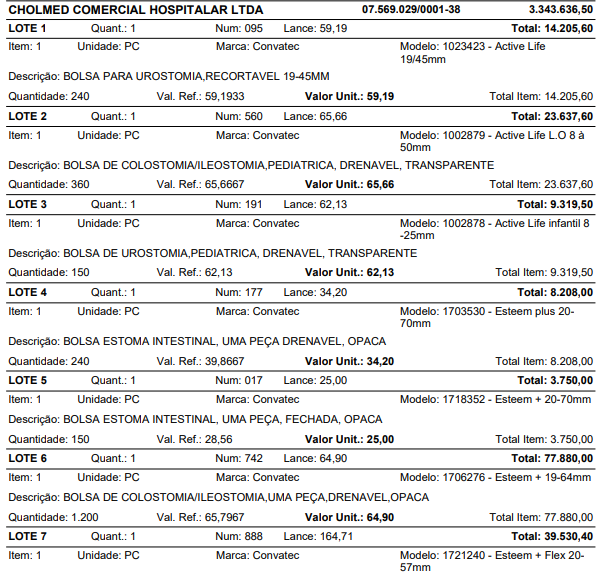 CHOLMED COMERCIAL HOSPITALAR LTDA 07.569.029/0001-38 3.343.636,50
LOTE 1 Quant.: 1 Num: 095 Lance: 59,19 Total: 14.205,60
Item: 1 Unidade: PC Marca: Convatec Modelo: 1023423 - Active Life
19/45mm
Descrição: BOLSA PARA UROSTOMIA,RECORTAVEL 19-45MM
Quantidade: 240 Val. Ref.: 59,1933 Valor Unit.: 59,19 Total Item: 14.205,60
LOTE 2 Quant.: 1 Num: 560 Lance: 65,66 Total: 23.637,60
Item: 1 Unidade: PC Marca: Convatec Modelo: 1002879 - Active Life L.O 8 à
50mm
Descrição: BOLSA DE COLOSTOMIA/ILEOSTOMIA,PEDIATRICA, DRENAVEL, TRANSPARENTE
Quantidade: 360 Val. Ref.: 65,6667 Valor Unit.: 65,66 Total Item: 23.637,60
LOTE 3 Quant.: 1 Num: 191 Lance: 62,13 Total: 9.319,50
Item: 1 Unidade: PC Marca: Convatec Modelo: 1002878 - Active Life infantil 8
-25mm
Descrição: BOLSA DE UROSTOMIA,PEDIATRICA, DRENAVEL, TRANSPARENTE
Quantidade: 150 Val. Ref.: 62,13 Valor Unit.: 62,13 Total Item: 9.319,50
LOTE 4 Quant.: 1 Num: 177 Lance: 34,20 Total: 8.208,00
Item: 1 Unidade: PC Marca: Convatec Modelo: 1703530 - Esteem plus 20-
70mm
Descrição: BOLSA ESTOMA INTESTINAL, UMA PEÇA DRENAVEL, OPACA
Quantidade: 240 Val. Ref.: 39,8667 Valor Unit.: 34,20 Total Item: 8.208,00
LOTE 5 Quant.: 1 Num: 017 Lance: 25,00 Total: 3.750,00
Item: 1 Unidade: PC Marca: Convatec Modelo: 1718352 - Esteem + 20-70mm
Descrição: BOLSA ESTOMA INTESTINAL, UMA PEÇA, FECHADA, OPACA
Quantidade: 150 Val. Ref.: 28,56 Valor Unit.: 25,00 Total Item: 3.750,00
LOTE 6 Quant.: 1 Num: 742 Lance: 64,90 Total: 77.880,00
Item: 1 Unidade: PC Marca: Convatec Modelo: 1706276 - Esteem + 19-64mm
Descrição: BOLSA DE COLOSTOMIA/ILEOSTOMIA,UMA PEÇA,DRENAVEL,OPACA
Quantidade: 1.200 Val. Ref.: 65,7967 Valor Unit.: 64,90 Total Item: 77.880,00
LOTE 7 Quant.: 1 Num: 888 Lance: 164,71 Total: 39.530,40
Item: 1 Unidade: PC Marca: Convatec Modelo: 1721240 - Esteem + Flex 20-
57mm